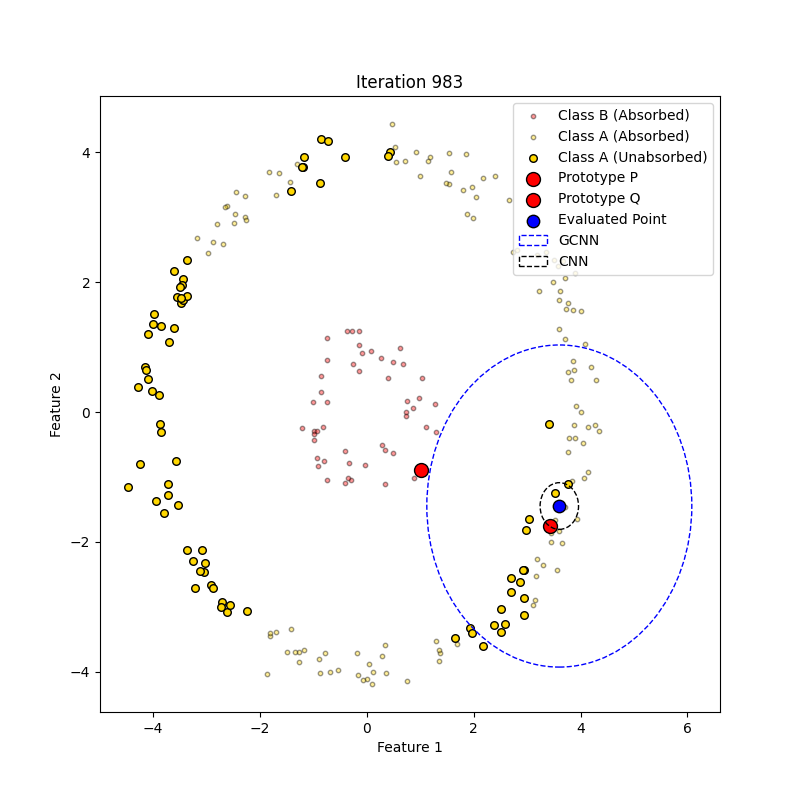 Iteration 983
Class B (Absorbed)
Class A (Absorbed)
Class A (Unabsorbed)
Prototype P
Prototype Q
Evaluated Point
GCNN
CNN
Feature 2
4
2
0
−2
−4
−4
−2
0
2
4
6
Feature 1